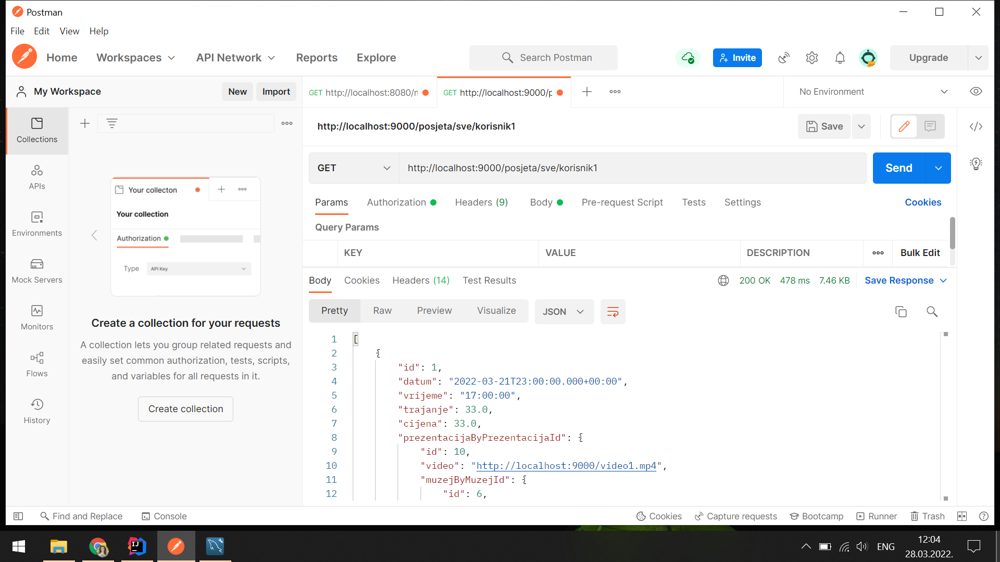 Postman
File Edit View Help
Home Workspaces API Network Reports Explore Search Postman Invite Upgrade
My Workspace New Import GET http://localhost:8080/ GET http://localhost:9000/ No Environment
Collections
APIs
Environments
Mock Servers
Monitors
Flows
History
Your collecton
Your collection
Authorization
Type API Key
Create a collection for your requests
A collection lets you group related requests and
easily set common authorization, tests, scripts,
and variables for all requests in it.
Create collection
http://localhost:9000/posjeta/sve/korisnik1 Save
GET http://localhost:9000/posjeta/sve/korisnik1 Send
Params Authorization Headers (9) Body Pre-request Script Tests Settings Cookies
Query Params
KEY VALUE DESCRIPTION Bulk Edit
Body Cookies Headers (14) Test Results 200 OK 478 ms 7.46 KB Save Response
Pretty Raw Preview Visualize JSON
1 [
2 {
3 "id": 1,
4 "datum": "2022-03-21T23:00:00.000+00:00",
5 "vrijeme": "17:00:00",
6 "trajanje": 33.0,
7 "cijena": 33.0,
8 "prezentacijaByPrezentacijaId": {
9 "id": 10,
10 "video": "http://localhost:9000/video1.mp4",
11 "muzejByMuzejId": {
12 "id": 6,
Find and Replace Console Cookies Capture requests Bootcamp Runner Trash
IJ ENG 12:04
28.03.2022.